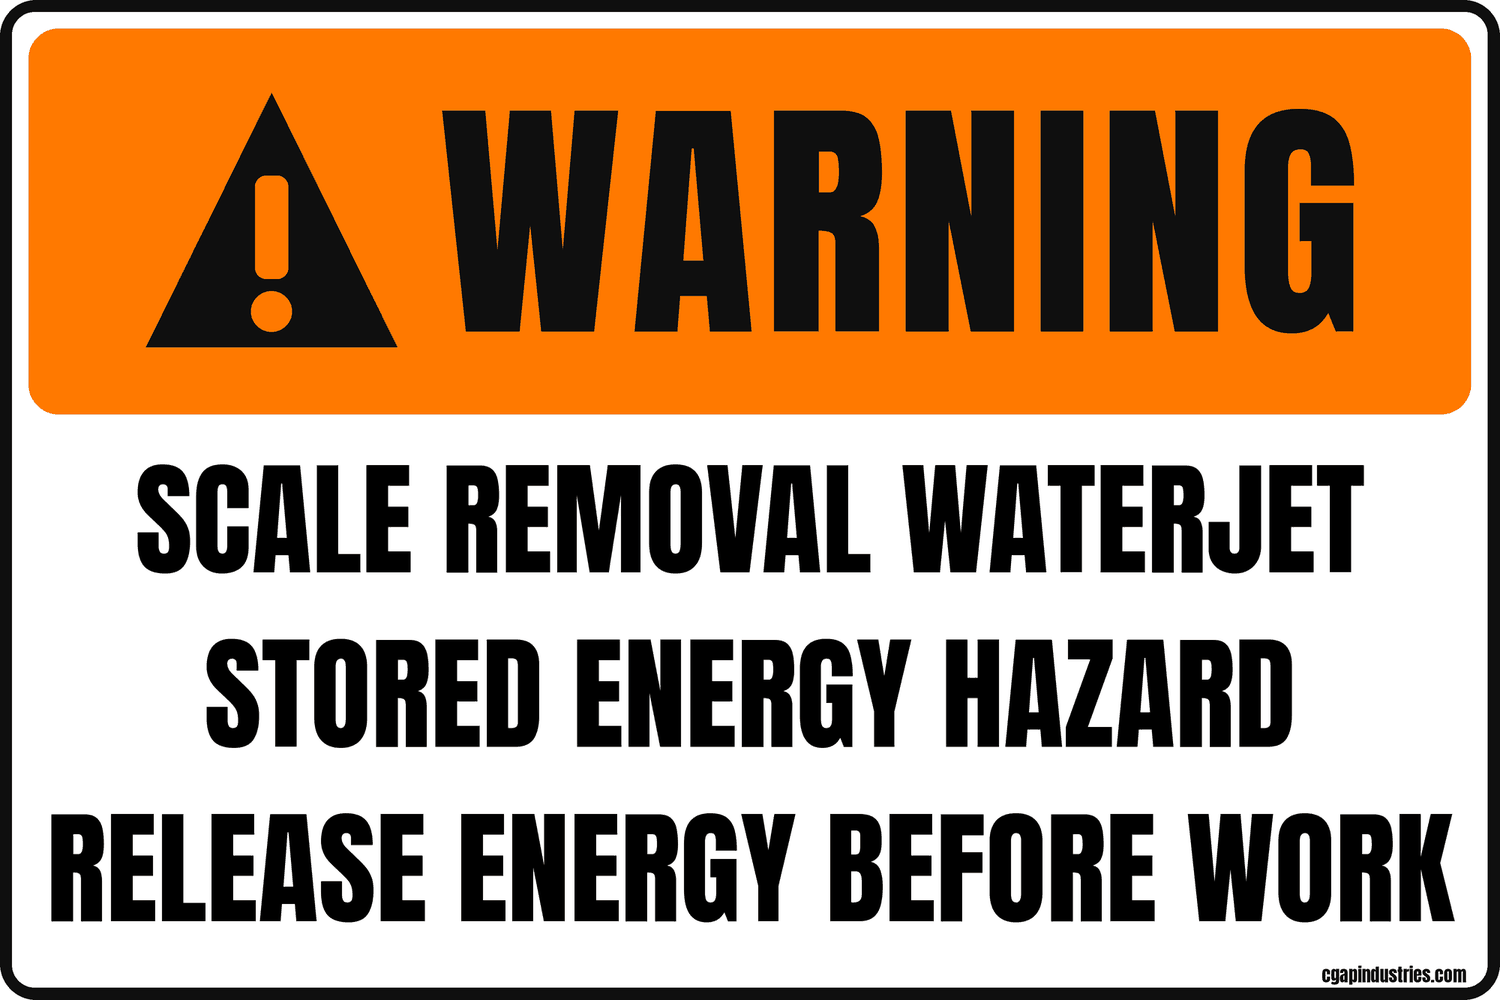 WARNING
SCALE REMOVAL WATERJET
STORED ENERGY HAZARD
RELEASE ENERGY BEFORE WORK
cgapindustries.com